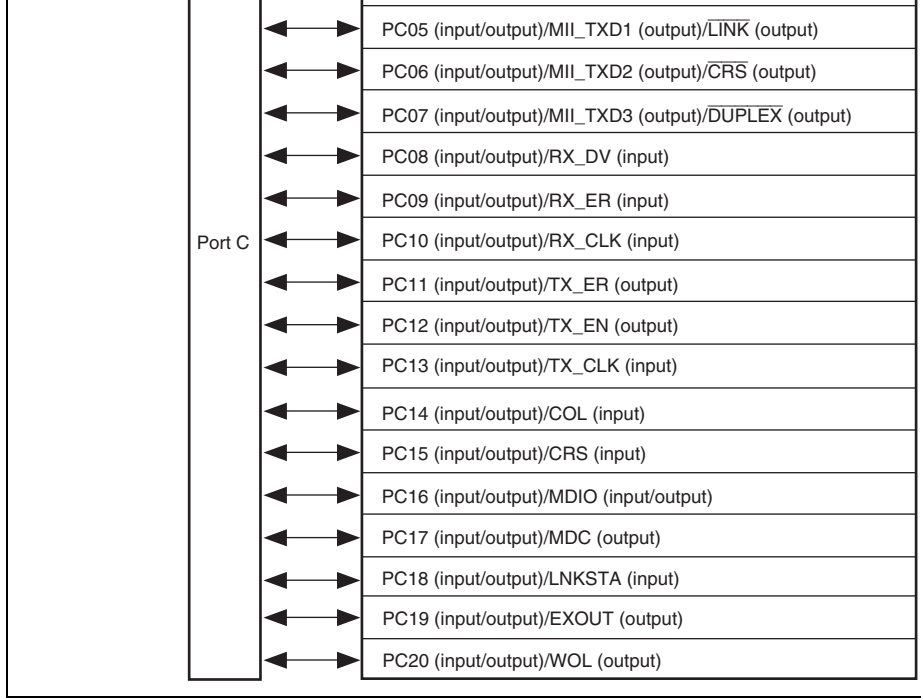 PC05 (input/output)/MII_TXD1 (output)/L̅I̅N̅K̅ (output)
PC06 (input/output)/MII_TXD2 (output)/C̅R̅S̅ (output)
PC07 (input/output)/MII_TXD3 (output)/D̅U̅P̅L̅E̅X̅ (output)
PC08 (input/output)/RX_DV (input)
PC09 (input/output)/RX_ER (input)
Port C
PC10 (input/output)/RX_CLK (input)
PC11 (input/output)/TX_ER (output)
PC12 (input/output)/TX_EN (output)
PC13 (input/output)/TX_CLK (input)
PC14 (input/output)/COL (input)
PC15 (input/output)/CRS (input)
PC16 (input/output)/MDIO (input/output)
PC17 (input/output)/MDC (output)
PC18 (input/output)/LNKSTA (input)
PC19 (input/output)/EXOUT (output)
PC20 (input/output)/WOL (output)